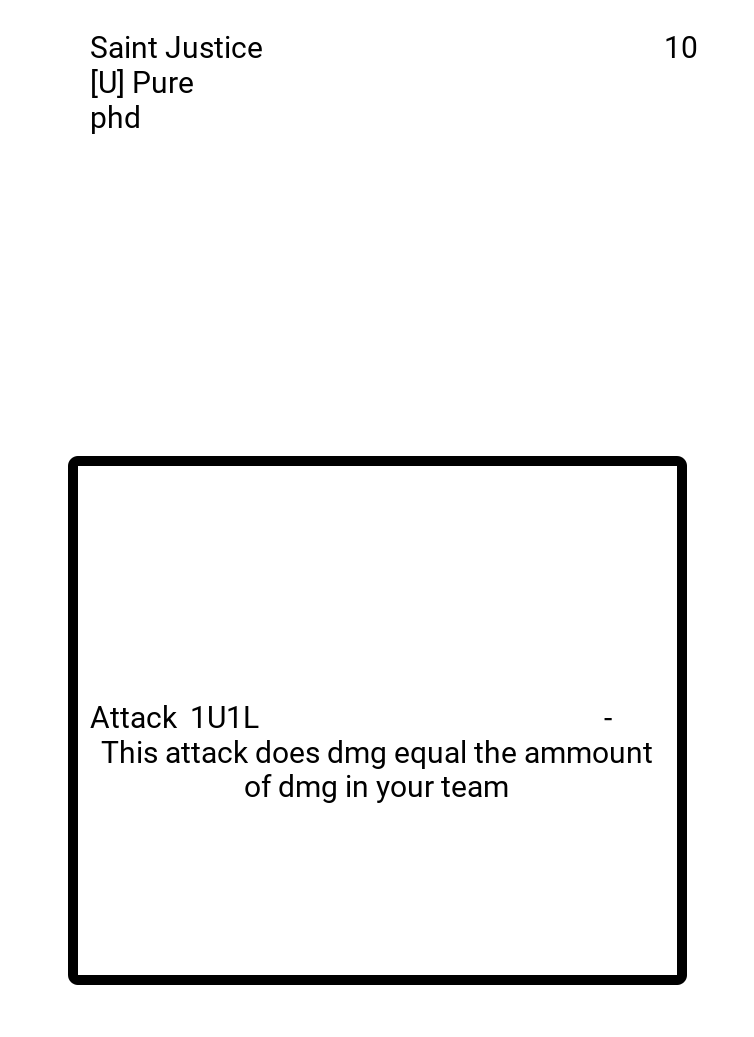 Saint Justice 10
[U] Pure
phd
Attack 1U1L -
This attack does dmg equal the ammount
of dmg in your team